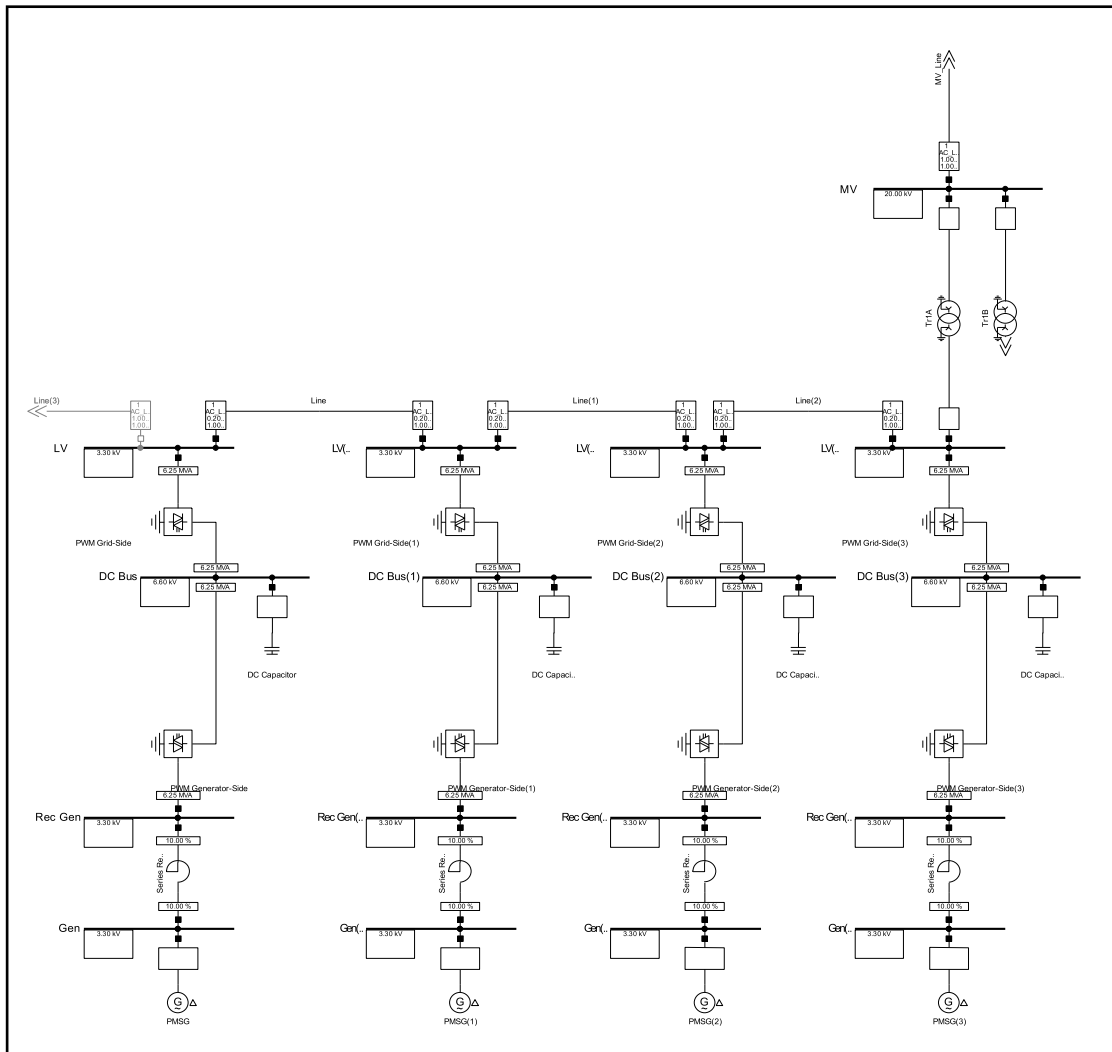 MV_Line
1
AC_L..
1.00..
1.00..
MV
20.00 kV
Tr1A
Tr1B
Line(3)
1
AC_L..
1.00..
1.00..
1
AC_L..
0.20..
1.00..
Line
1
AC_L..
0.20..
1.00..
1
AC_L..
0.20..
1.00..
Line(1)
1
AC_L..
0.20..
1.00..
1
AC_L..
0.20..
1.00..
Line(2)
1
AC_L..
0.20..
1.00..
LV
3.30 kV
LV(..
3.30 kV
LV(..
3.30 kV
LV(..
3.30 kV
6.25 MVA
6.25 MVA
6.25 MVA
6.25 MVA
PWM Grid-Side
PWM Grid-Side(1)
PWM Grid-Side(2)
PWM Grid-Side(3)
6.25 MVA
6.25 MVA
6.25 MVA
6.25 MVA
DC Bus
6.60 kV
DC Bus(1)
6.60 kV
DC Bus(2)
6.60 kV
DC Bus(3)
6.60 kV
6.25 MVA
6.25 MVA
6.25 MVA
6.25 MVA
DC Capacitor
DC Capaci..
DC Capaci..
DC Capaci..
PWM Generator-Side
PWM Generator-Side(1)
PWM Generator-Side(2)
PWM Generator-Side(3)
6.25 MVA
6.25 MVA
6.25 MVA
6.25 MVA
Rec Gen
3.30 kV
Rec Gen(..
3.30 kV
Rec Gen(..
3.30 kV
Rec Gen(..
3.30 kV
10.00 %
10.00 %
10.00 %
10.00 %
Series Re..
Series Re..
Series Re..
Series Re..
10.00 %
10.00 %
10.00 %
10.00 %
Gen
3.30 kV
Gen(..
3.30 kV
Gen(..
3.30 kV
Gen(..
3.30 kV
G
~
G
~
G
~
G
~
PMSG
PMSG(1)
PMSG(2)
PMSG(3)